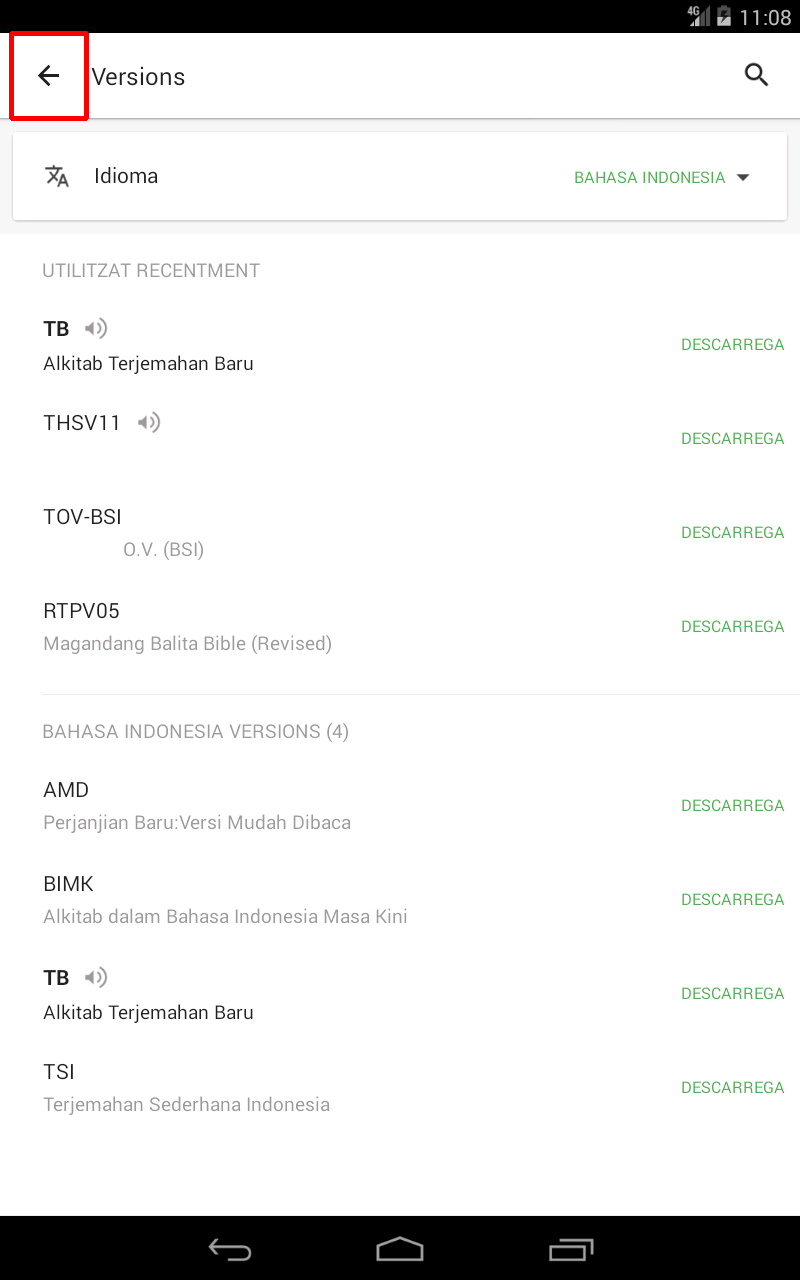 4G 11:08
Versions
Idioma BAHASA INDONESIA
UTILITZAT RECENTMENT
TB
Alkitab Terjemahan Baru
DESCARREGA
THSV11
DESCARREGA
TOV-BSI
O.V. (BSI)
DESCARREGA
RTPV05
Magandang Balita Bible (Revised)
DESCARREGA
BAHASA INDONESIA VERSIONS (4)
AMD
Perjanjian Baru:Versi Mudah Dibaca
DESCARREGA
BIMK
Alkitab dalam Bahasa Indonesia Masa Kini
DESCARREGA
TB
Alkitab Terjemahan Baru
DESCARREGA
TSI
Terjemahan Sederhana Indonesia
DESCARREGA